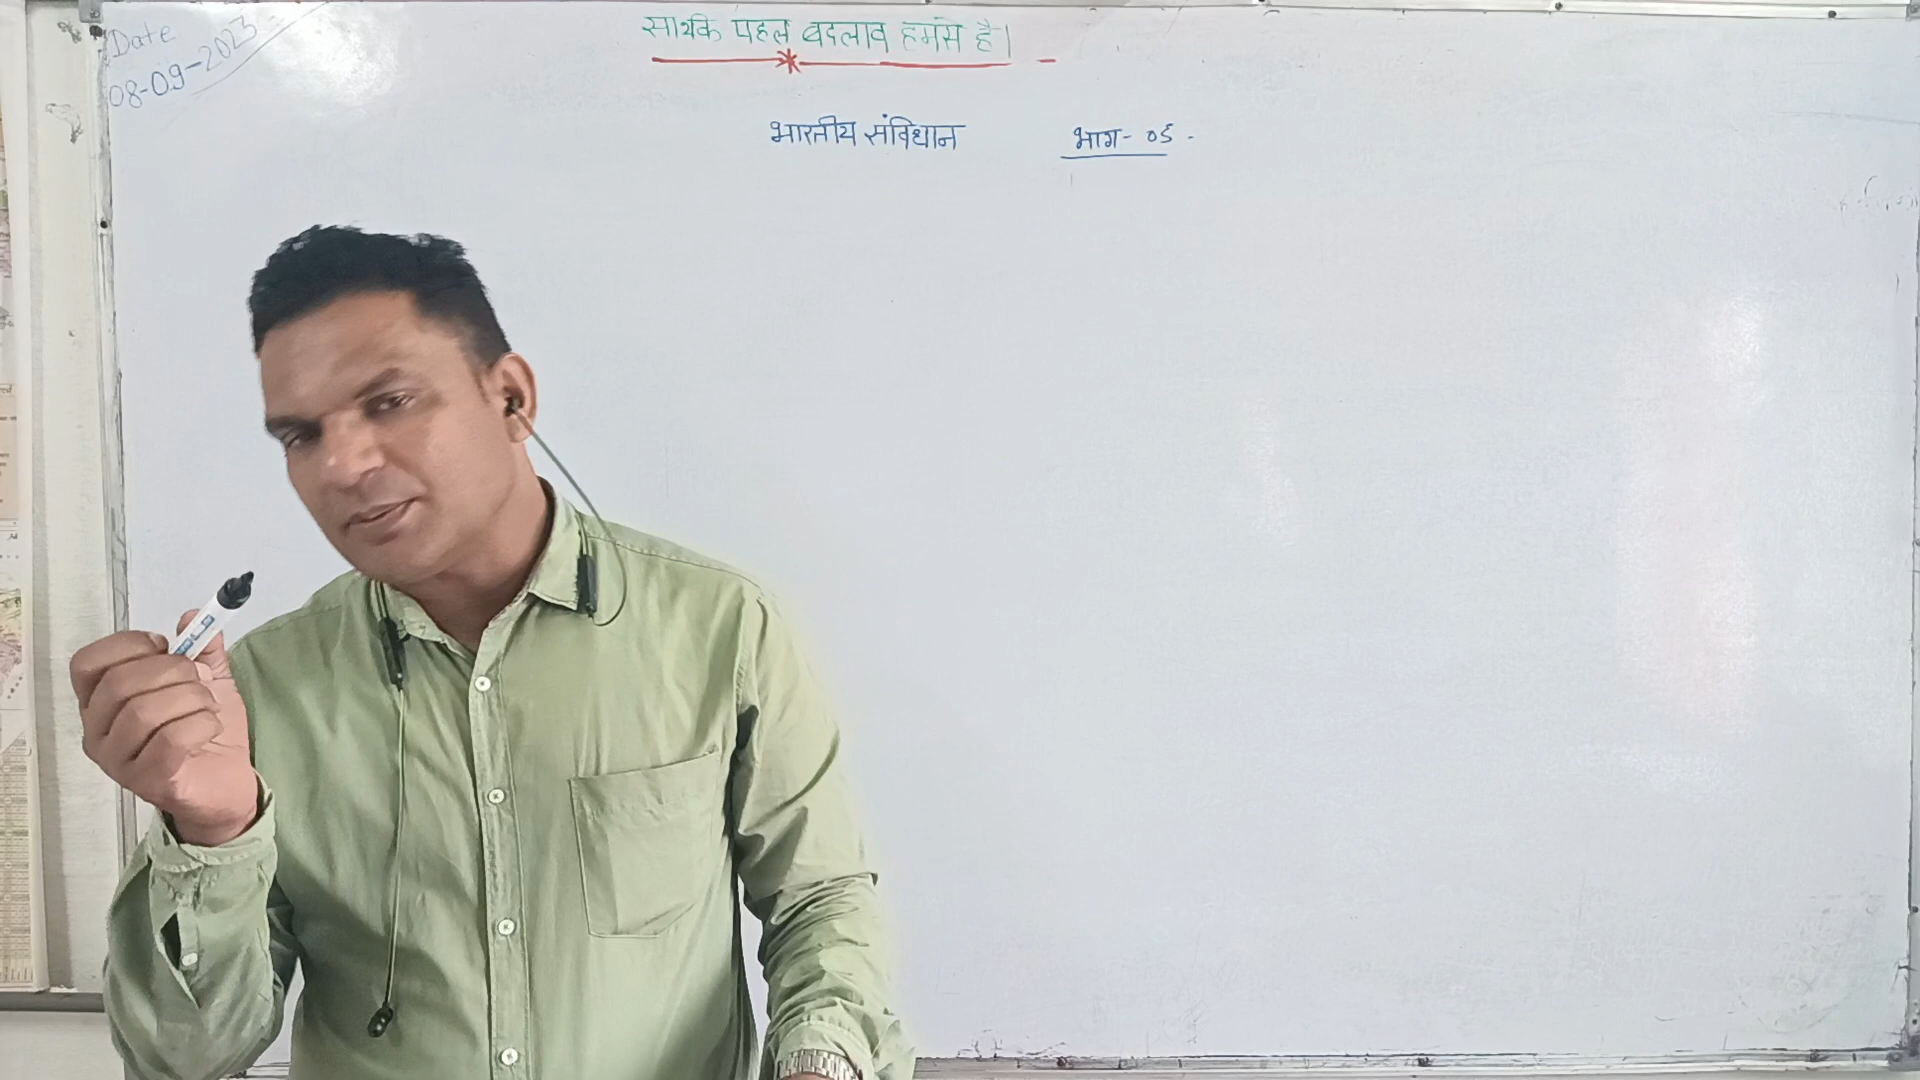 Date
08-09-2023
सार्थक पहल बदलाव हमसे है।
भारतीय संविधान भाग- 05 -